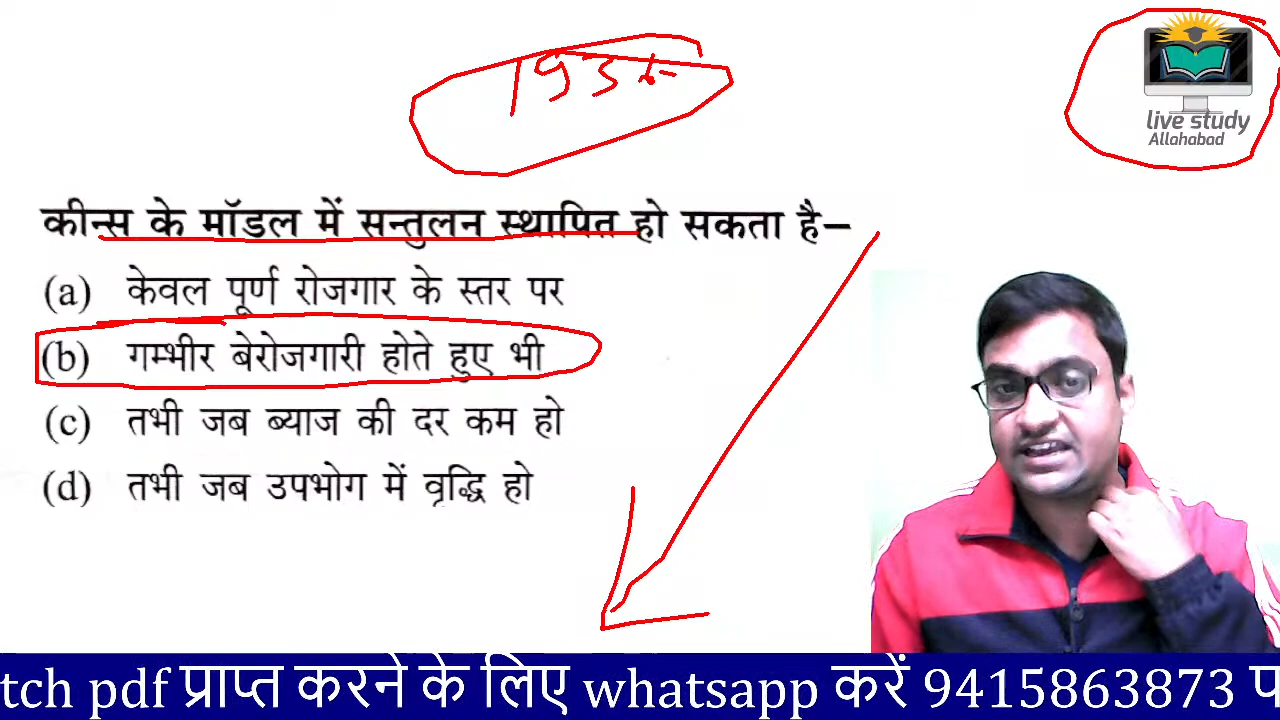 live study
Allahabad
कीन्स के मॉडल में सन्तुलन स्थापित हो सकता है–
(a) केवल पूर्ण रोजगार के स्तर पर
(b) गम्भीर बेरोजगारी होते हुए भी
(c) तभी जब ब्याज की दर कम हो
(d) तभी जब उपभोग में वृद्धि हो
tch pdf प्राप्त करने के लिए whatsapp करें 9415863873 प